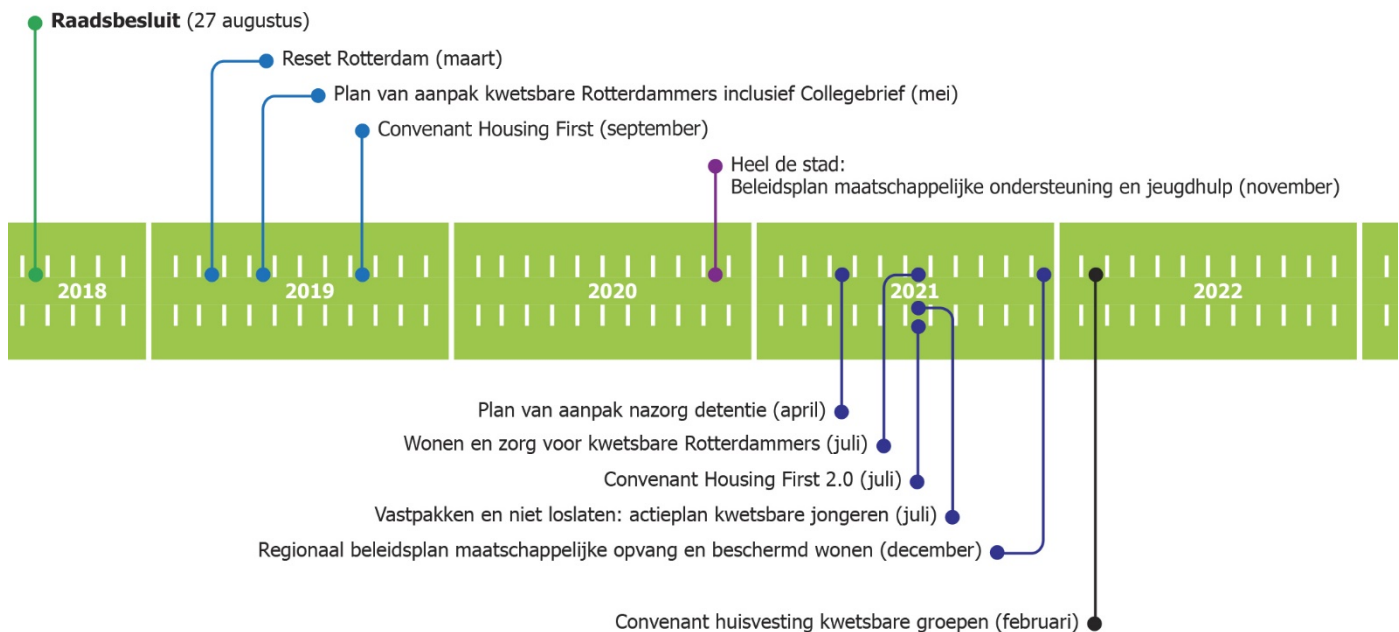 Raadsbesluit (27 augustus)
Reset Rotterdam (maart)
Plan van aanpak kwetsbare Rotterdammers inclusief Collegebrief (mei)
Convenant Housing First (september)
Heel de stad:
Beleidsplan maatschappelijke ondersteuning en jeugdhulp (november)
2018 2019 2020 2021 2022
Plan van aanpak nazorg detentie (april)
Wonen en zorg voor kwetsbare Rotterdammers (juli)
Convenant Housing First 2.0 (juli)
Vastpakken en niet loslaten: actieplan kwetsbare jongeren (juli)
Regionaal beleidsplan maatschappelijke opvang en beschermd wonen (december)
Convenant huisvesting kwetsbare groepen (februari)